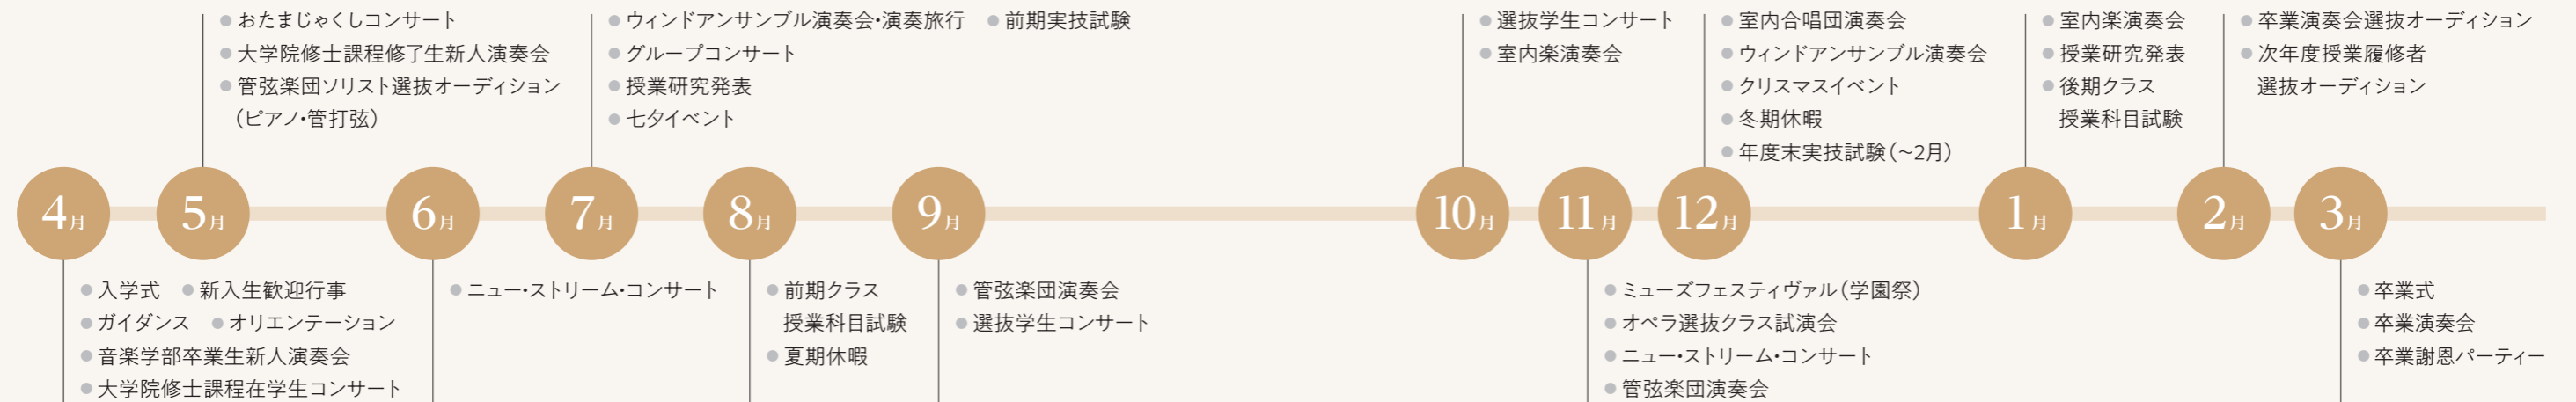 おたまじゃくしコンサート
大学院修士課程修了生新人演奏会
管弦楽団ソリスト選抜オーディション
（ピアノ・管打弦）
ウィンドアンサンブル演奏会・演奏旅行 前期実技試験
グループコンサート
授業研究発表
七夕イベント
選抜学生コンサート
室内楽演奏会
室内合唱団演奏会
ウィンドアンサンブル演奏会
クリスマスイベント
冬期休暇
年度末実技試験（～2月）
室内楽演奏会
授業研究発表
後期クラス
授業科目試験
卒業演奏会選抜オーディション
次年度授業履修者
選抜オーディション
4月 5月 6月 7月 8月 9月 10月 11月 12月 1月 2月 3月
入学式 新入生歓迎行事
ガイダンス オリエンテーション
音楽学部卒業生新人演奏会
大学院修士課程在学生コンサート
ニュー・ストリーム・コンサート
前期クラス
授業科目試験
夏期休暇
管弦楽団演奏会
選抜学生コンサート
ミューズフェスティヴァル（学園祭）
オペラ選抜クラス試演会
ニュー・ストリーム・コンサート
管弦楽団演奏会
卒業式
卒業演奏会
卒業謝恩パーティー